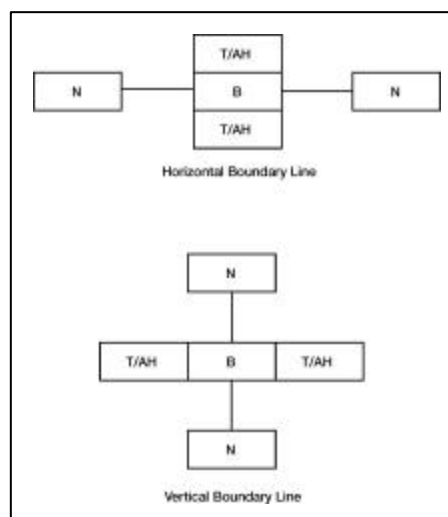 T/AH
N B N
T/AH
Horizontal Boundary Line
N
T/AH B T/AH
N
Vertical Boundary Line